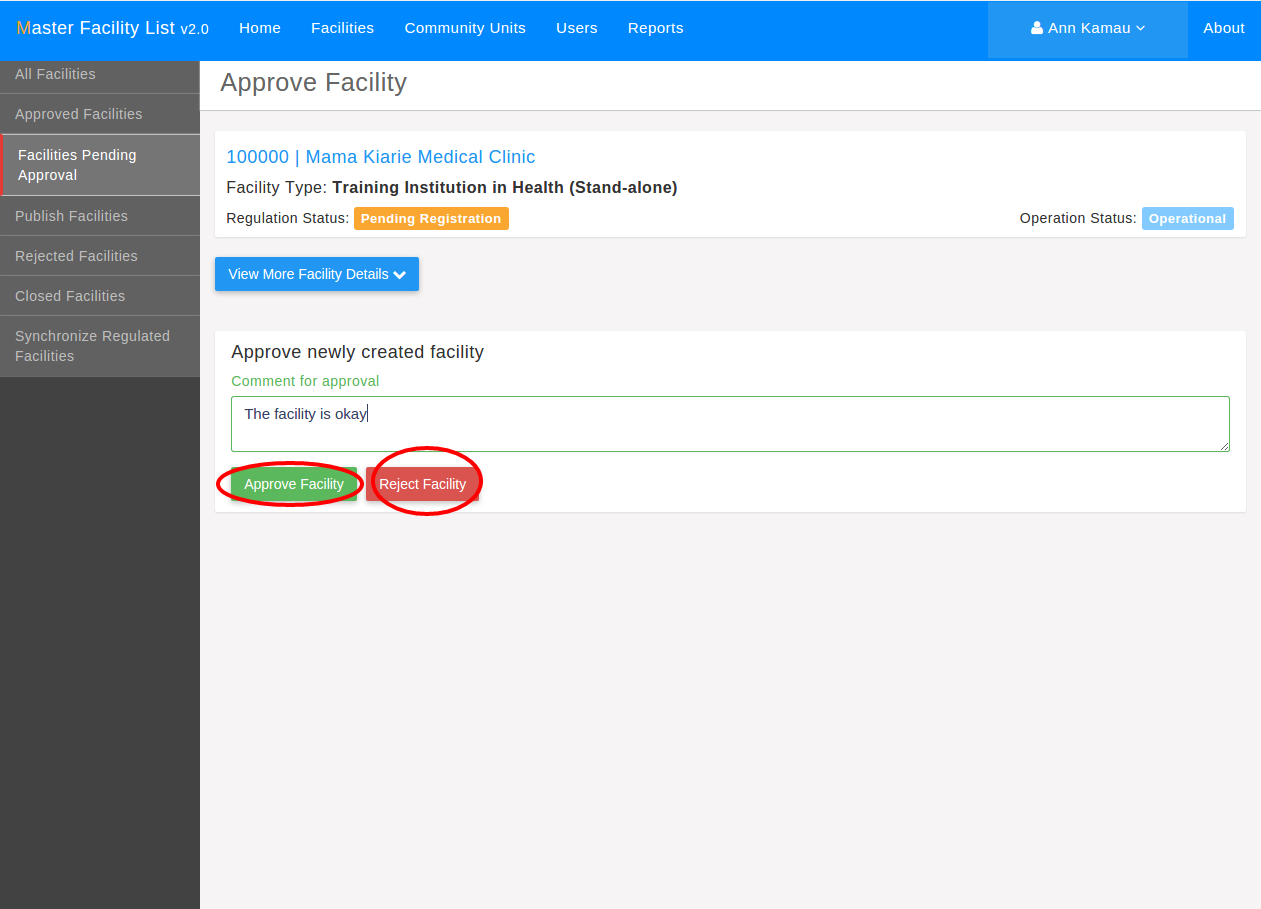 Master Facility List v2.0 Home Facilities Community Units Users Reports Ann Kamau About
All Facilities
Approved Facilities
Facilities Pending
Approval
Publish Facilities
Rejected Facilities
Closed Facilities
Synchronize Regulated
Facilities
Approve Facility
100000 | Mama Kiarie Medical Clinic
Facility Type: Training Institution in Health (Stand-alone)
Regulation Status: Pending Registration Operation Status: Operational
View More Facility Details
Approve newly created facility
Comment for approval
The facility is okay
Approve Facility Reject Facility